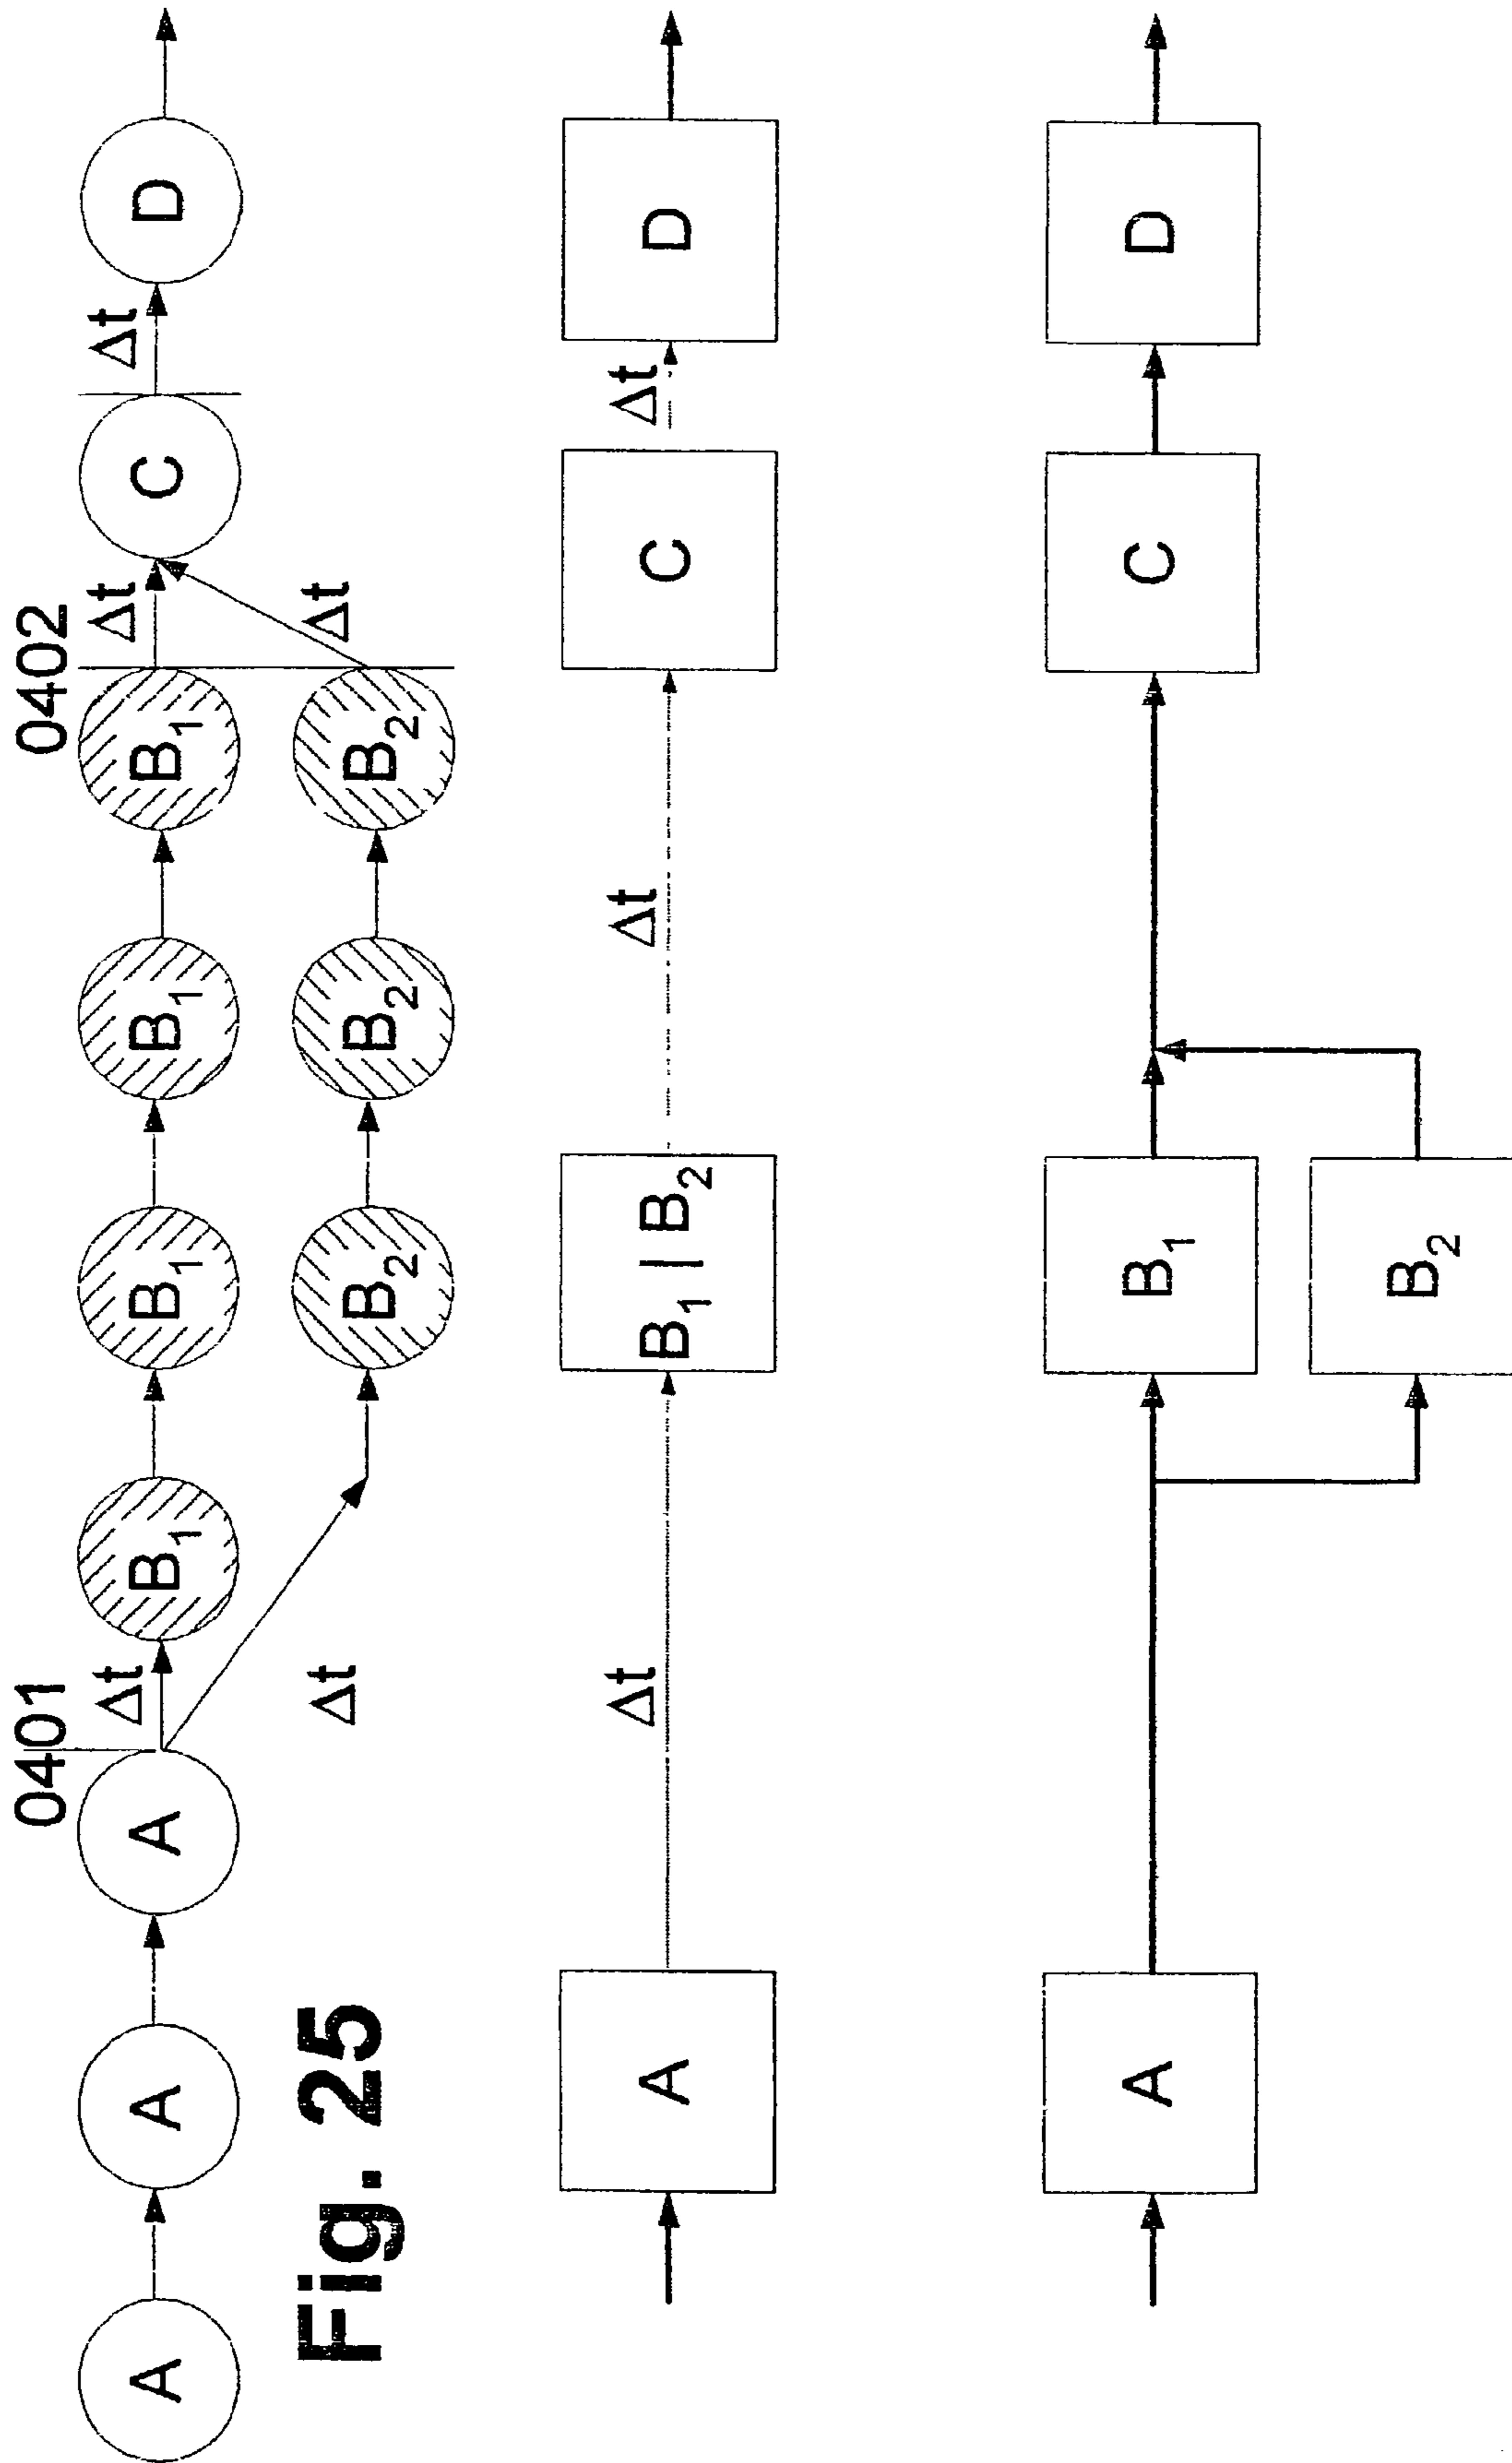 0401 0402
Δt Δt Δt
A A A B₁ B₁ B₁ B₁ C D
Δt Δt
Fig. 25 B₂ B₂ B₂
Δt Δt Δt
A B₁ | B₂ C D
A B₁ C D
B₂